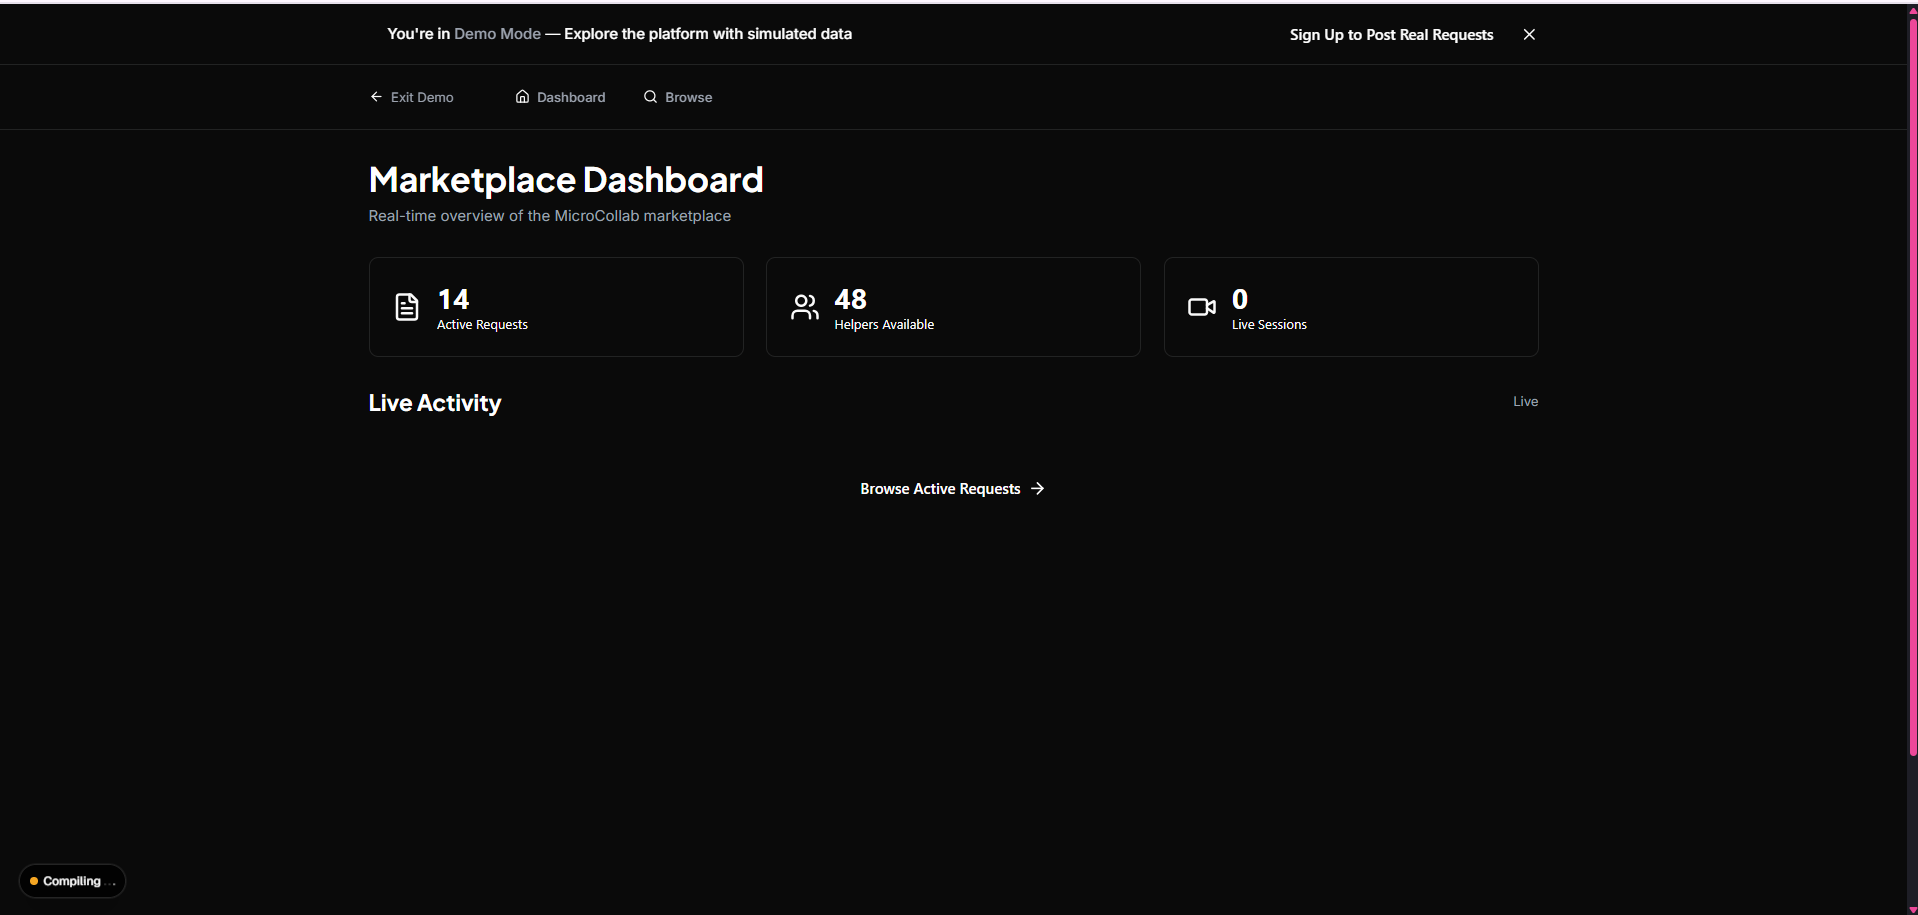 You're in Demo Mode — Explore the platform with simulated data
Sign Up to Post Real Requests
Exit Demo
Dashboard
Browse
Marketplace Dashboard
Real-time overview of the MicroCollab marketplace
14
Active Requests
48
Helpers Available
0
Live Sessions
Live Activity
Live
Browse Active Requests
Compiling ...